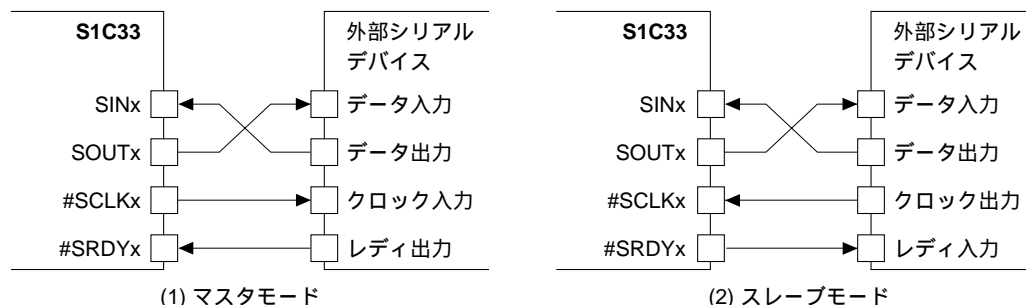 S1C33
外部シリアル
デバイス
SINx
データ入力
SOUTx
データ出力
#SCLKx
クロック入力
#SRDYx
レディ出力
(1) マスタモード
S1C33
外部シリアル
デバイス
SINx
データ入力
SOUTx
データ出力
#SCLKx
クロック出力
#SRDYx
レディ入力
(2) スレーブモード